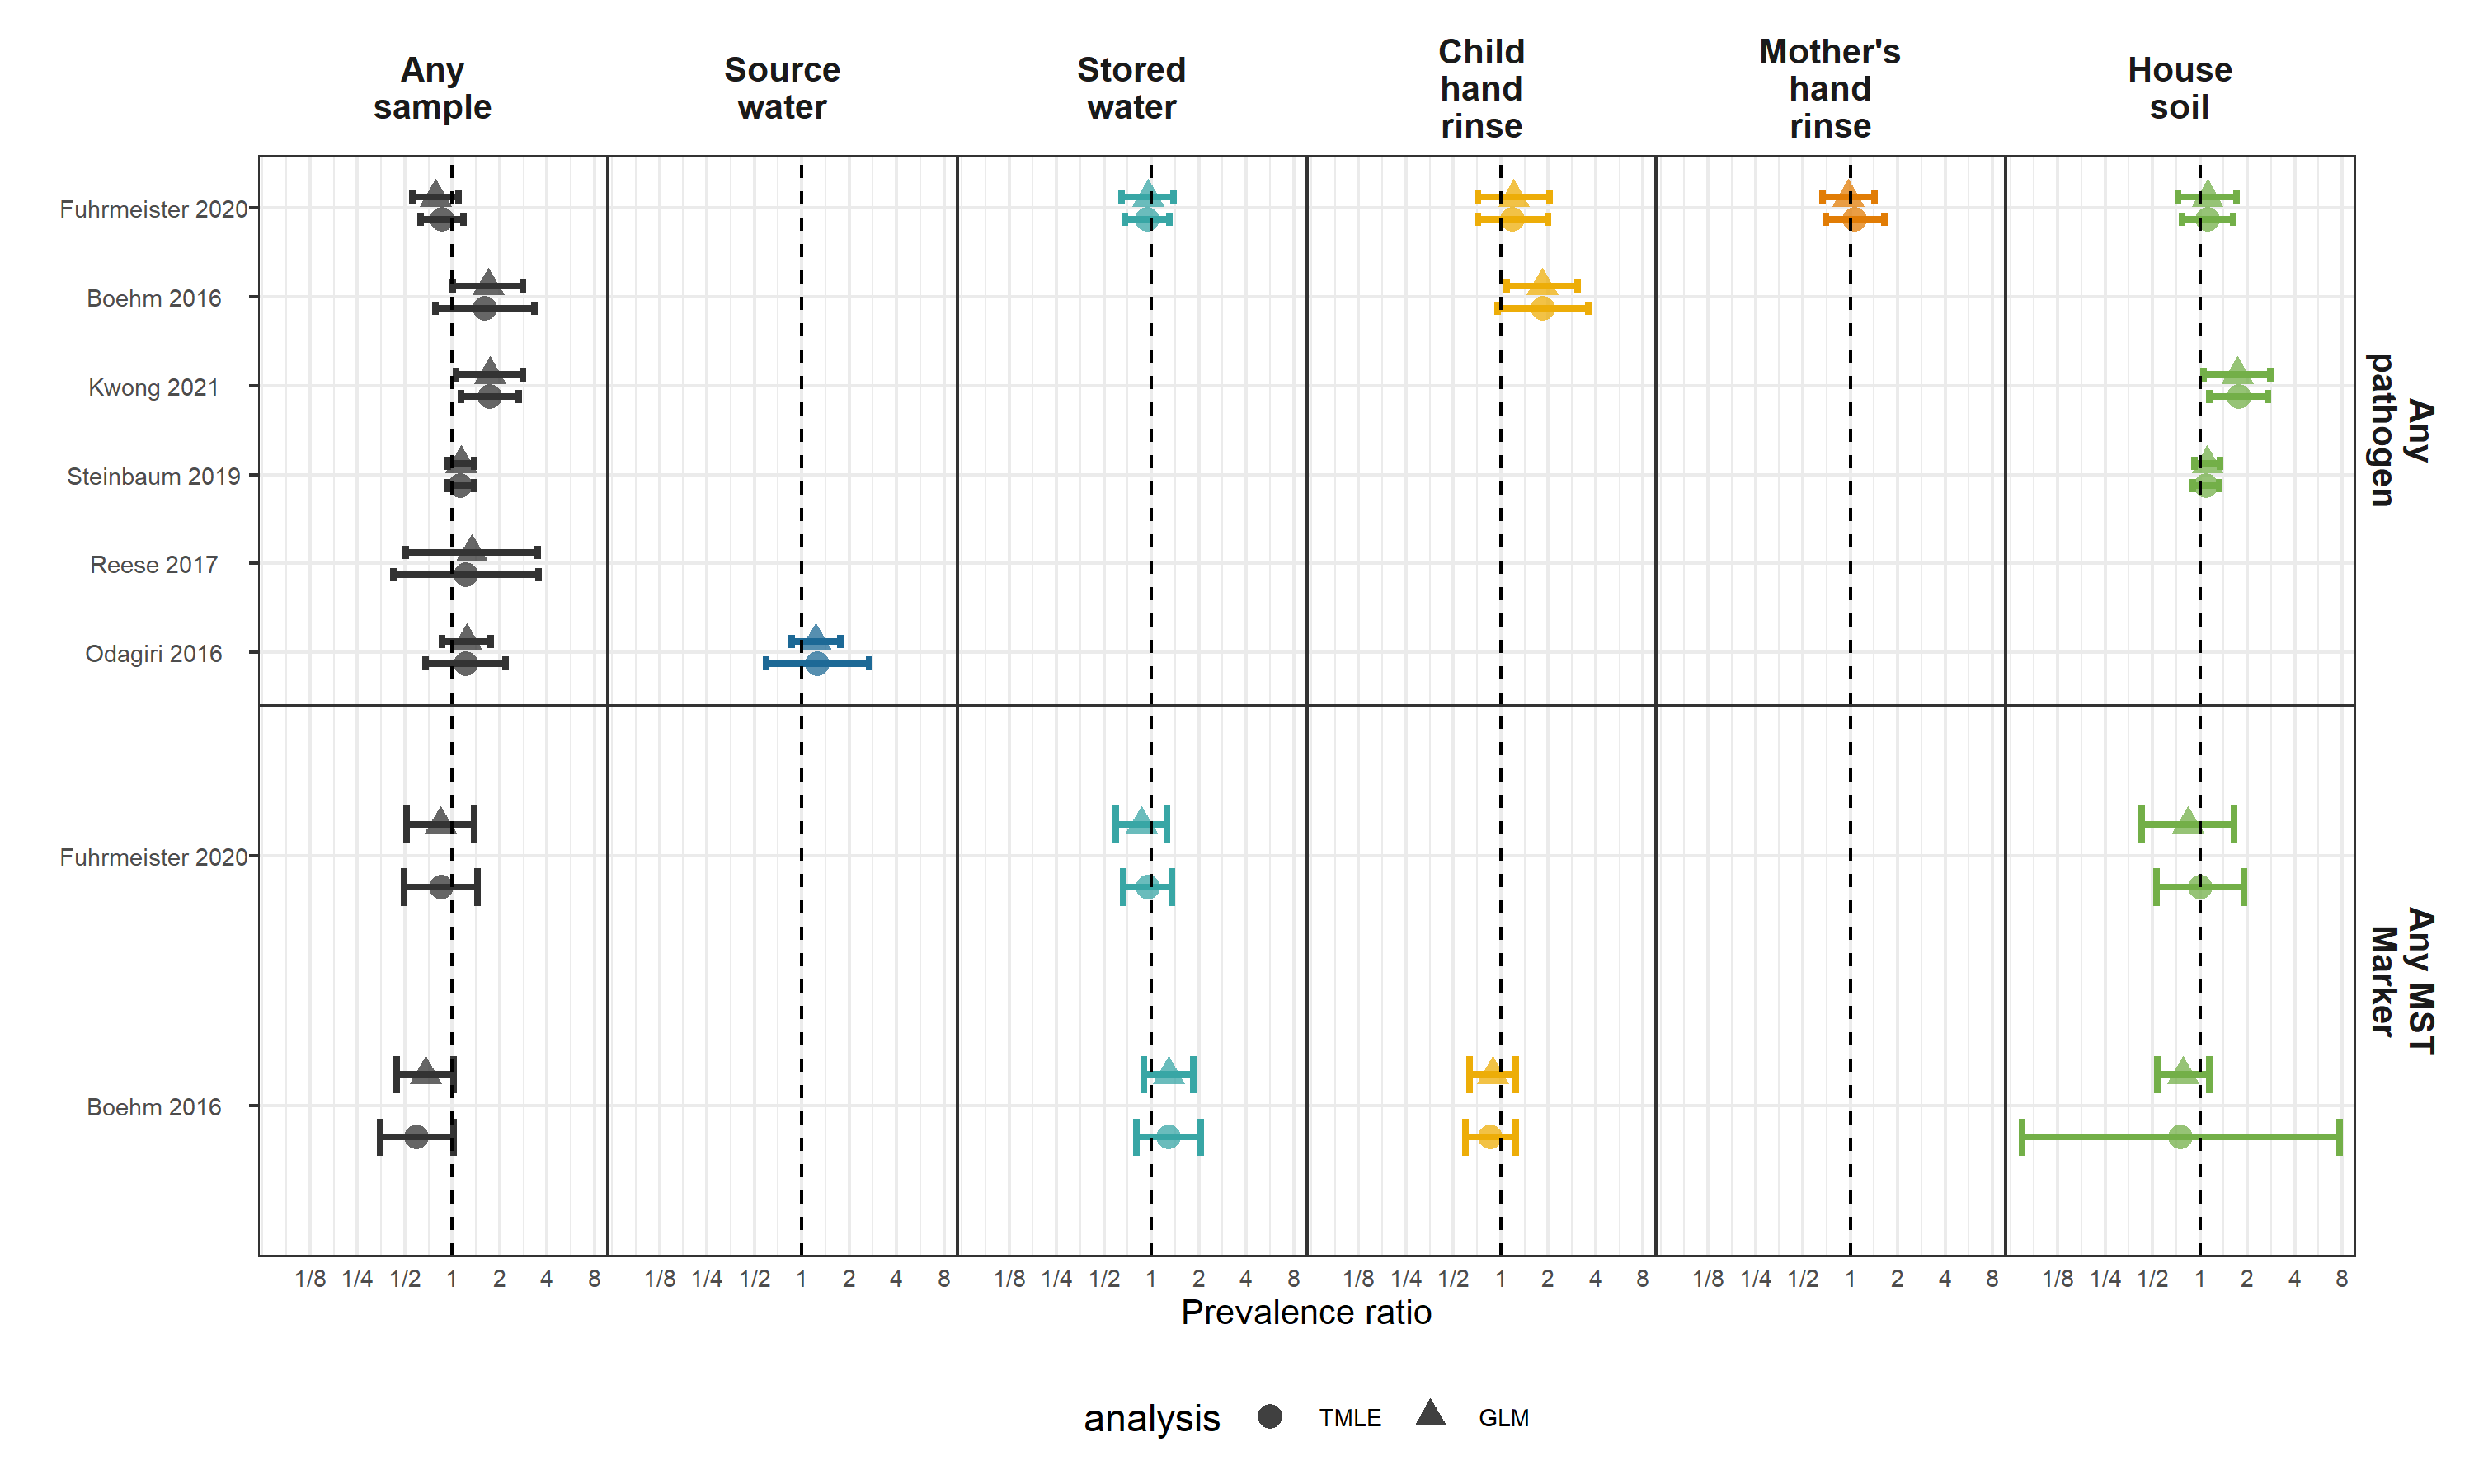 Any
sample
Source
water
Stored
water
Child
hand
rinse
Mother's
hand
rinse
House
soil
Fuhrmeister 2020
Boehm 2016
Kwong 2021
Steinbaum 2019
Reese 2017
Odagiri 2016
Any
pathogen
Fuhrmeister 2020
Boehm 2016
Any MST
Marker
1/8 1/4 1/2 1 2 4 8 1/8 1/4 1/2 1 2 4 8 1/8 1/4 1/2 1 2 4 8 1/8 1/4 1/2 1 2 4 8 1/8 1/4 1/2 1 2 4 8 1/8 1/4 1/2 1 2 4 8
Prevalence ratio
analysis TMLE GLM